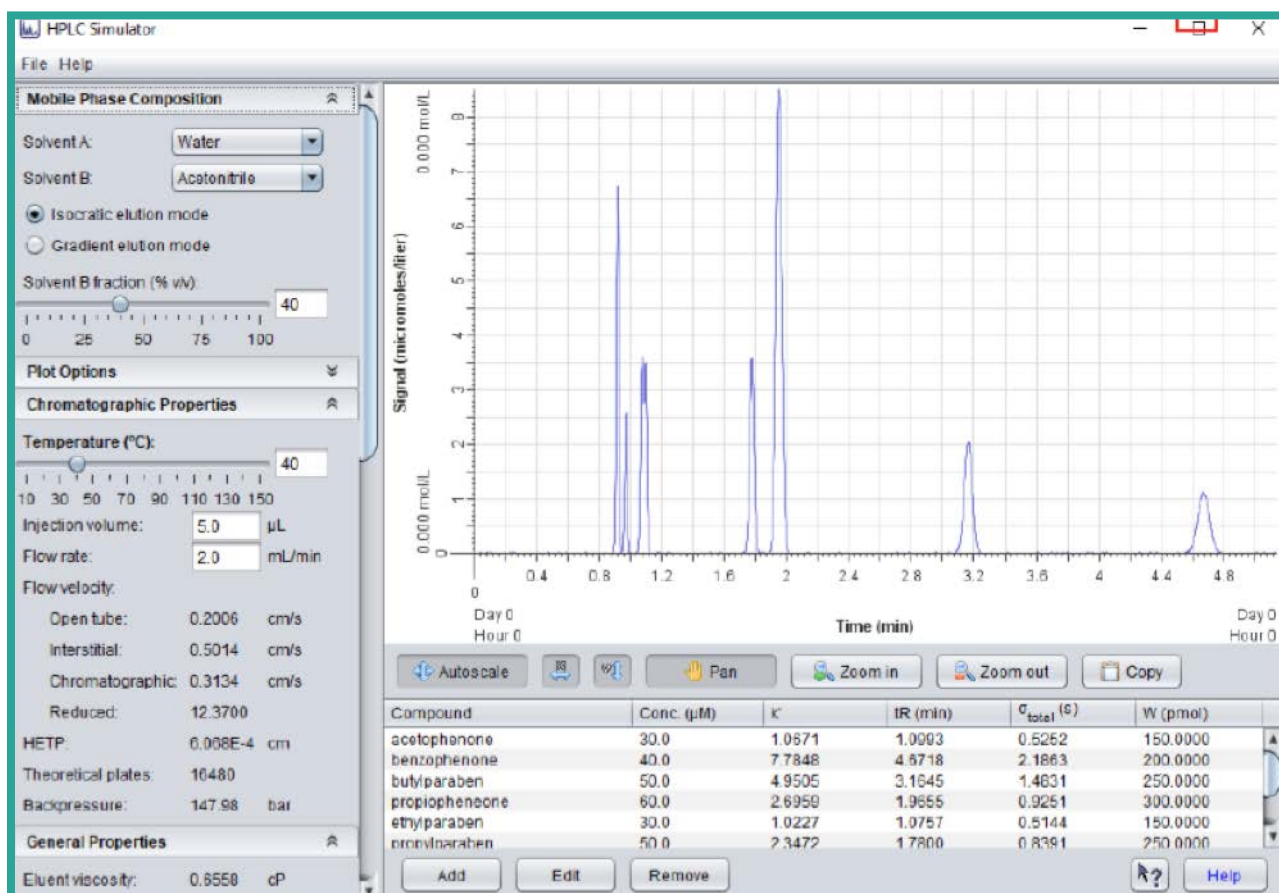 HPLC Simulator
File Help
Mobile Phase Composition
Solvent A: Water
Solvent B: Acetonitrile
Isocratic elution mode
Gradient elution mode
Solvent B fraction (% v/v):
40
0 25 50 75 100
Plot Options
Chromatographic Properties
Temperature (°C):
40
10 30 50 70 90 110 130 150
Injection volume: 5.0 µL
Flow rate: 2.0 mL/min
Flow velocity:
Open tube: 0.2006 cm/s
Interstitial: 0.5014 cm/s
Chromatographic: 0.3134 cm/s
Reduced: 12.3700
HETP: 6.068E-4 cm
Theoretical plates: 16480
Backpressure: 147.98 bar
General Properties
Eluent viscosity: 0.6558 cP
0.000 mol/L
Signal (micromoles/liter)
0.000 mol/L
8
7
6
5
4
3
2
1
0
0.4 0.8 1.2 1.6 2 2.4 2.8 3.2 3.6 4 4.4 4.8
0
Day 0
Hour 0
Time (min)
Day 0
Hour 0
Autoscale
Pan
Zoom in
Zoom out
Copy
Compound Conc. (µM) k' tR (min) σtotal (s) W (pmol)
acetophenone 30.0 1.0671 1.0993 0.5252 150.0000
benzophenone 40.0 7.7848 4.6718 2.1863 200.0000
butylparaben 50.0 4.9505 3.1645 1.4831 250.0000
propiopheneone 60.0 2.6959 1.9655 0.9251 300.0000
ethylparaben 30.0 1.0227 1.0757 0.5144 150.0000
propylparaben 50.0 2.3472 1.7800 0.8391 250.0000
Add
Edit
Remove
?
Help